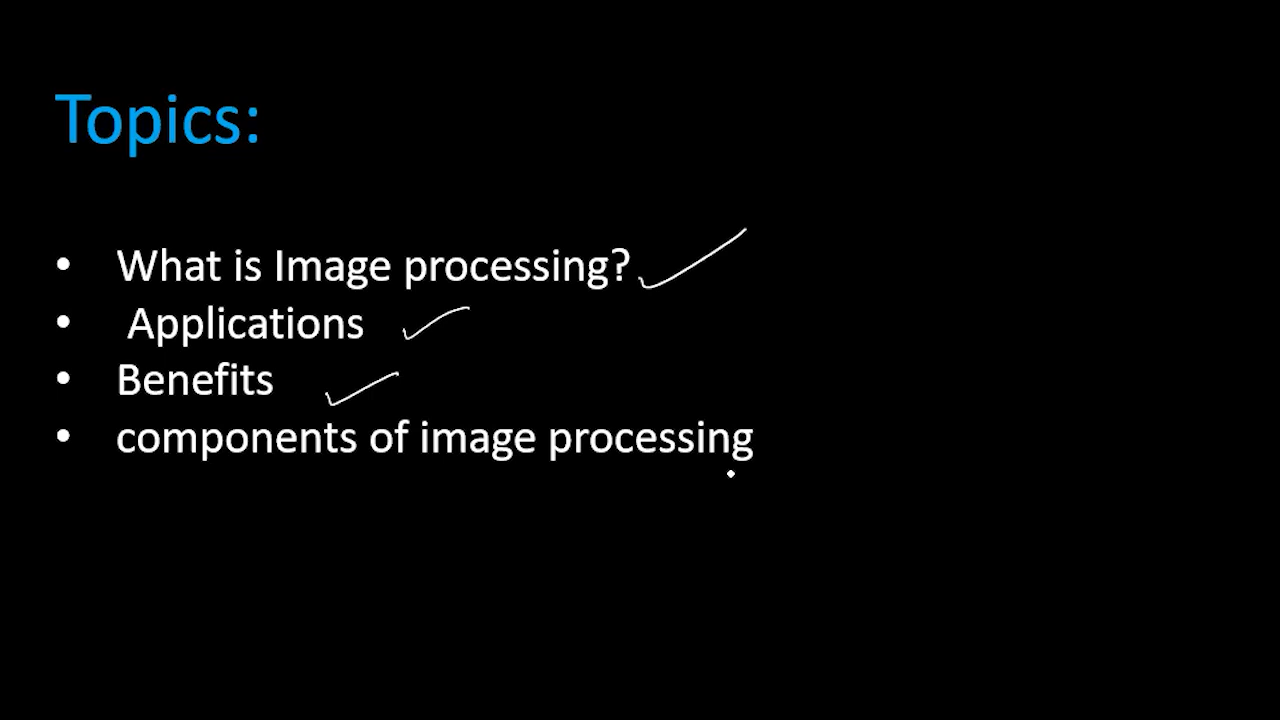 Topics:
• What is Image processing?
• Applications
• Benefits
• components of image processing